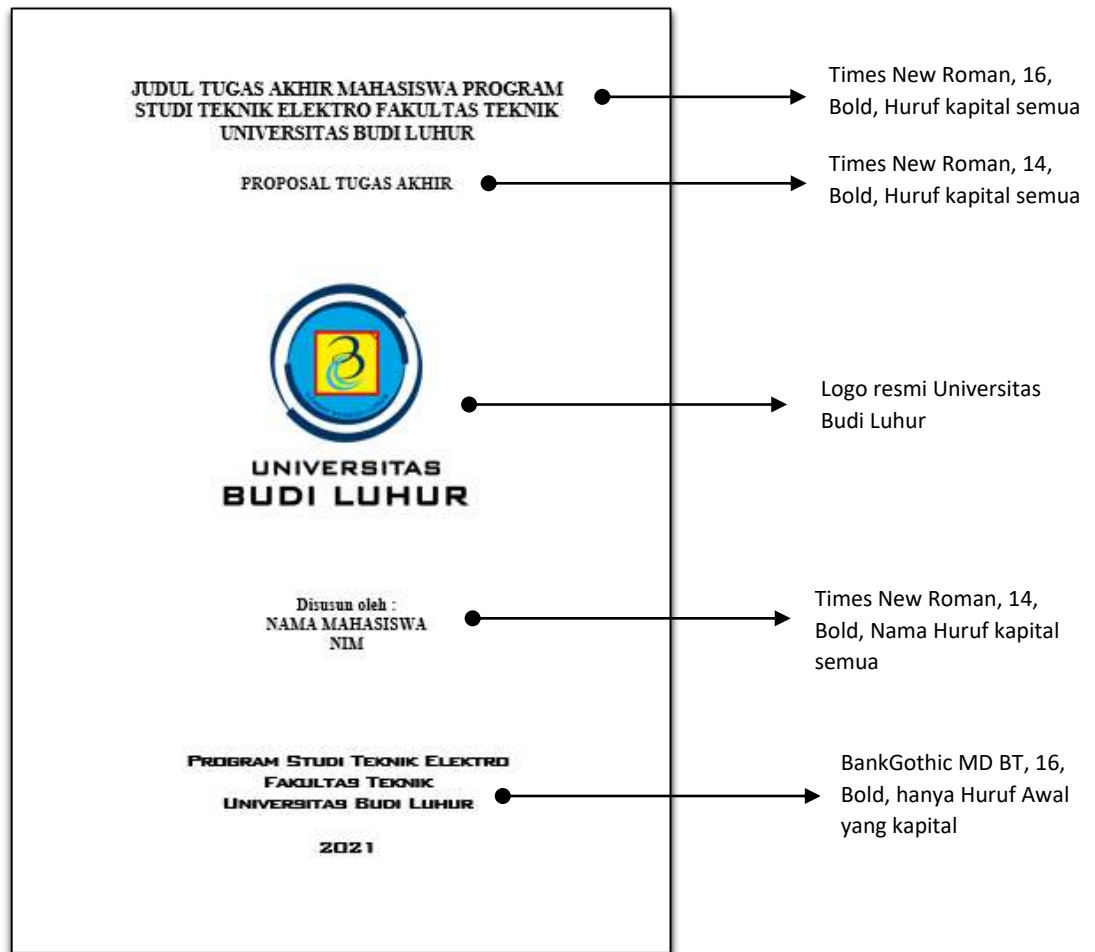 JUDUL TUGAS AKHIR MAHASISWA PROGRAM
STUDI TEKNIK ELEKTRO FAKULTAS TEKNIK
UNIVERSITAS BUDI LUHUR
Times New Roman, 16,
Bold, Huruf kapital semua
PROPOSAL TUGAS AKHIR
Times New Roman, 14,
Bold, Huruf kapital semua
UNIVERSITAS
BUDI LUHUR
Logo resmi Universitas
Budi Luhur
Disusun oleh :
NAMA MAHASISWA
NIM
Times New Roman, 14,
Bold, Nama Huruf kapital
semua
PROGRAM STUDI TEKNIK ELEKTRO
FAKULTAS TEKNIK
UNIVERSITAS BUDI LUHUR
2021
BankGothic MD BT, 16,
Bold, hanya Huruf Awal
yang kapital